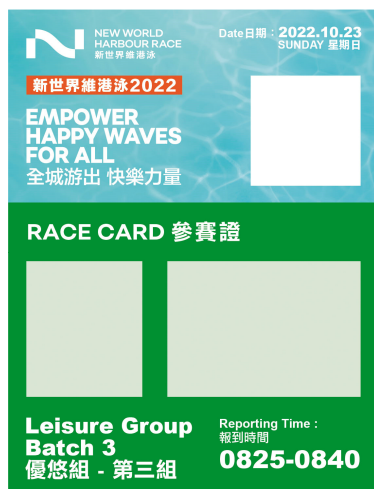 NEW WORLD
HARBOUR RACE
新世界維港泳
Date日期：2022.10.23
SUNDAY 星期日
新世界維港泳2022
EMPOWER
HAPPY WAVES
FOR ALL
全城游出 快樂力量
RACE CARD 參賽證
Leisure Group
Batch 3
優悠組 - 第三組
Reporting Time :
報到時間
0825-0840